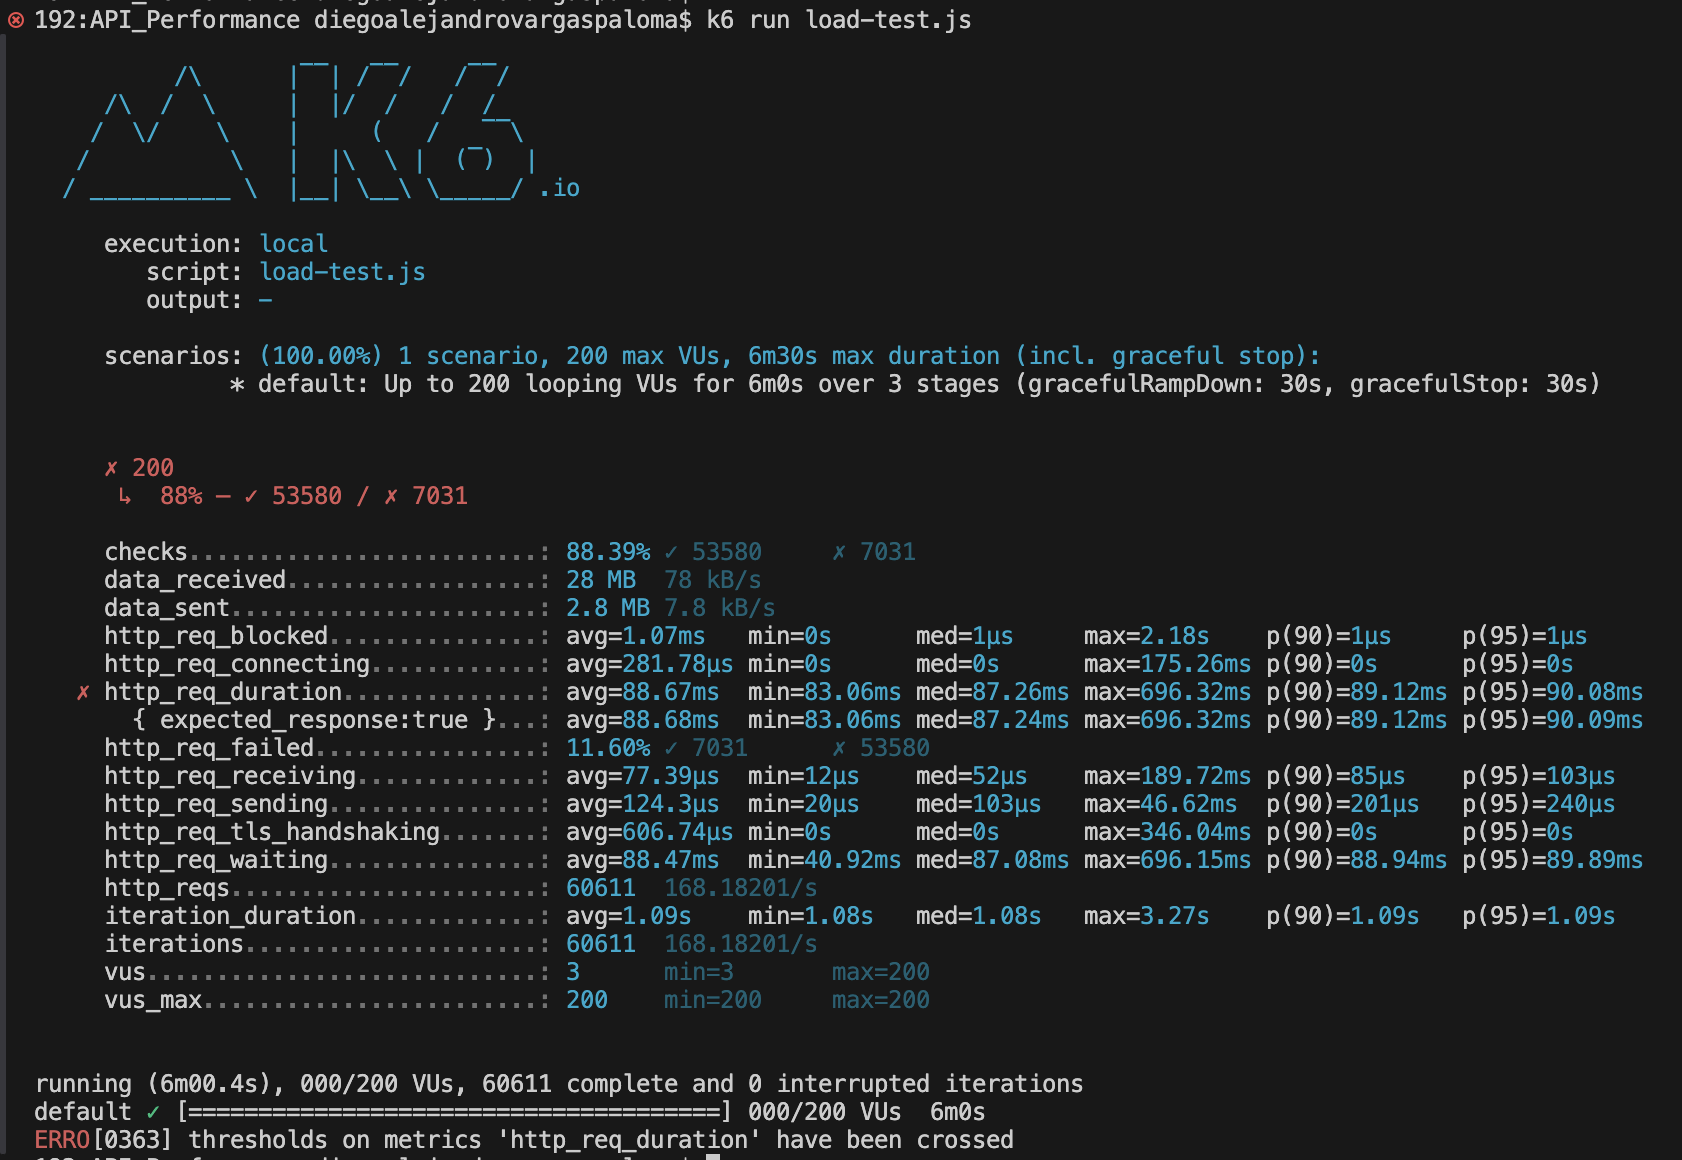 192:API_Performance diegoalejandrovargaspaloma$ k6 run load-test.js
.io
execution: local
script: load-test.js
output: -
scenarios: (100.00%) 1 scenario, 200 max VUs, 6m30s max duration (incl. graceful stop):
* default: Up to 200 looping VUs for 6m0s over 3 stages (gracefulRampDown: 30s, gracefulStop: 30s)
✗ 200
↳  88% — ✓ 53580 / ✗ 7031
checks.........................: 88.39% ✓ 53580     ✗ 7031
data_received..................: 28 MB  78 kB/s
data_sent......................: 2.8 MB 7.8 kB/s
http_req_blocked...............: avg=1.07ms   min=0s      med=1µs     max=2.18s    p(90)=1µs     p(95)=1µs
http_req_connecting............: avg=281.78µs min=0s      med=0s      max=175.26ms p(90)=0s      p(95)=0s
✗ http_req_duration..............: avg=88.67ms  min=83.06ms med=87.26ms max=696.32ms p(90)=89.12ms p(95)=90.08ms
{ expected_response:true }...: avg=88.68ms  min=83.06ms med=87.24ms max=696.32ms p(90)=89.12ms p(95)=90.09ms
http_req_failed................: 11.60% ✓ 7031      ✗ 53580
http_req_receiving.............: avg=77.39µs  min=12µs    med=52µs    max=189.72ms p(90)=85µs    p(95)=103µs
http_req_sending...............: avg=124.3µs  min=20µs    med=103µs   max=46.62ms  p(90)=201µs   p(95)=240µs
http_req_tls_handshaking.......: avg=606.74µs min=0s      med=0s      max=346.04ms p(90)=0s      p(95)=0s
http_req_waiting...............: avg=88.47ms  min=40.92ms med=87.08ms max=696.15ms p(90)=88.94ms p(95)=89.89ms
http_reqs......................: 60611  168.18201/s
iteration_duration.............: avg=1.09s    min=1.08s   med=1.08s   max=3.27s    p(90)=1.09s   p(95)=1.09s
iterations.....................: 60611  168.18201/s
vus............................: 3      min=3       max=200
vus_max........................: 200    min=200     max=200
running (6m00.4s), 000/200 VUs, 60611 complete and 0 interrupted iterations
default ✓ [======================================] 000/200 VUs  6m0s
ERRO[0363] thresholds on metrics 'http_req_duration' have been crossed